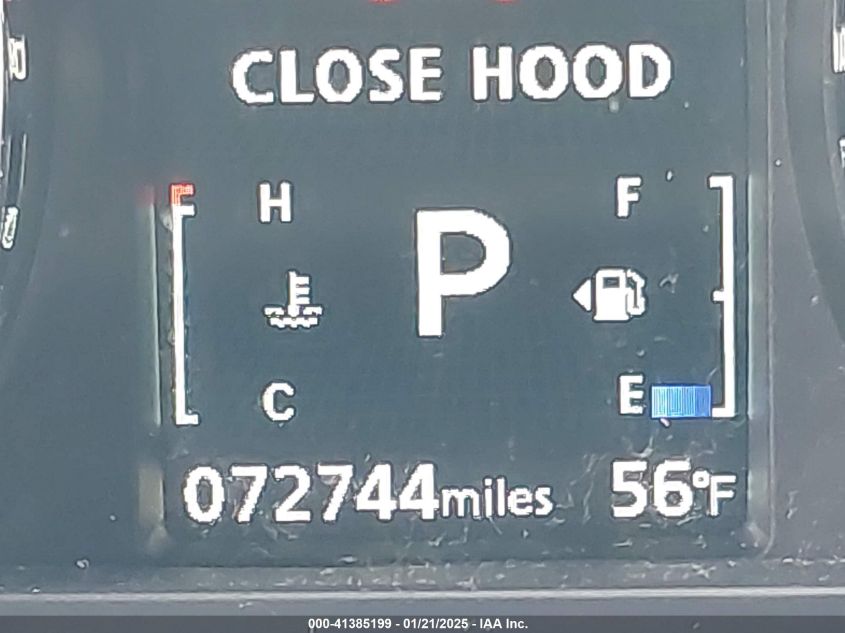 CLOSE HOOD
H
F
P
C
E
072744miles
56°F
000-41385199 - 01/21/2025 - IAA Inc.